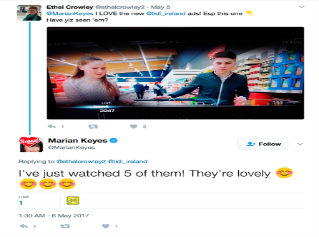 Ethel Crowley @ethelcrowley2 - May 5
@MarianKeyes I LOVE the new @lidl_ireland ads! Esp this one 👇
Have yiz seen 'em?
Marian Keyes
@MarianKeyes
Follow
Replying to @ethelcrowley2 @lidl_ireland
I've just watched 5 of them! They're lovely 😊
😊😊😊
LIKE
1
1:30 AM - 6 May 2017